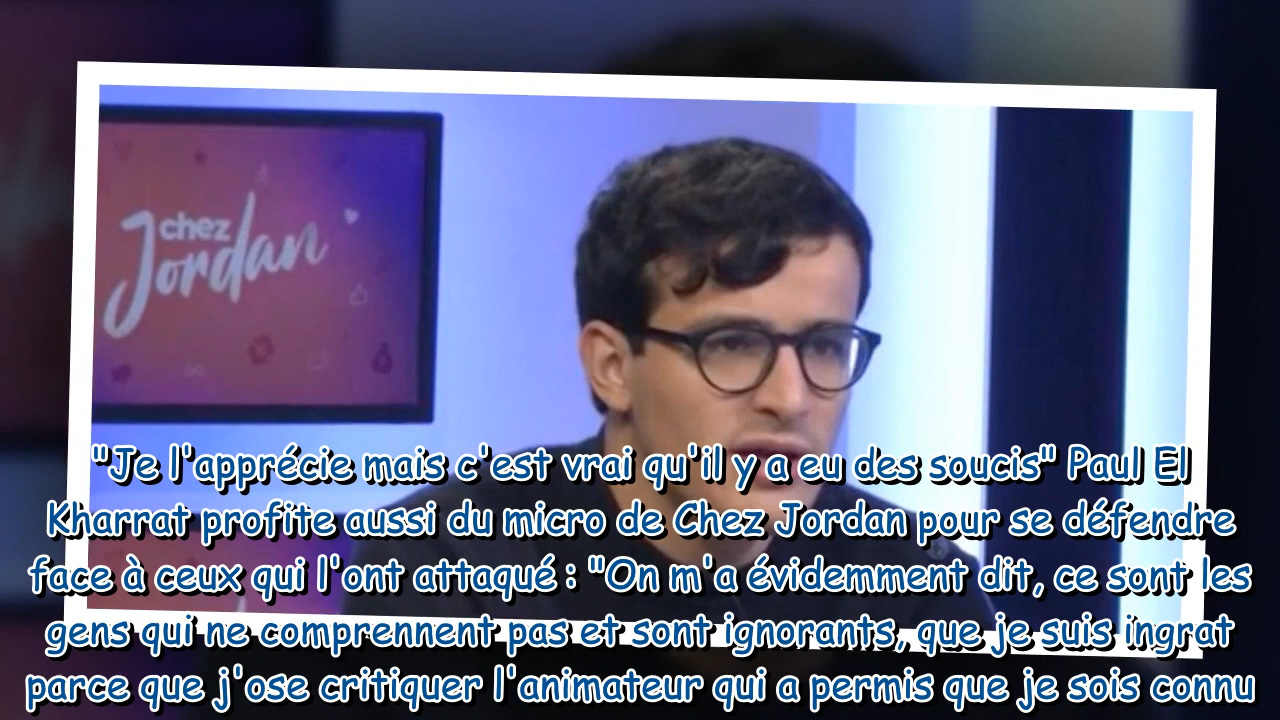 chez
Jordan
"Je l'apprécie mais c'est vrai qu'il y a eu des soucis" Paul El
Kharrat profite aussi du micro de Chez Jordan pour se défendre
face à ceux qui l'ont attaqué : "On m'a évidemment dit, ce sont les
gens qui ne comprennent pas et sont ignorants, que je suis ingrat
parce que j'ose critiquer l'animateur qui a permis que je sois connu